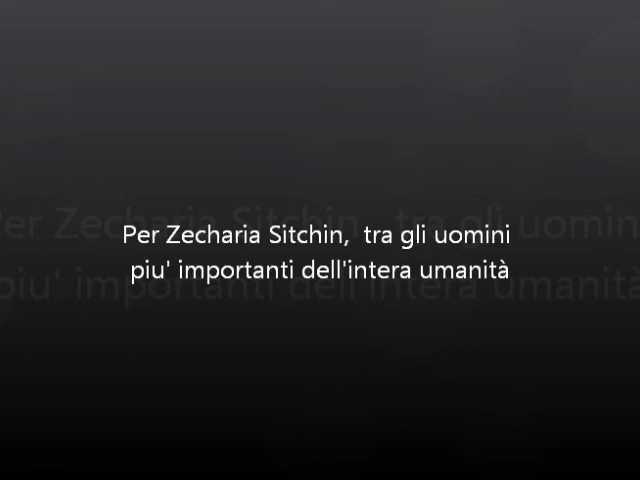 Per Zecharia Sitchin,  tra gli uomini
piu' importanti dell'intera umanità